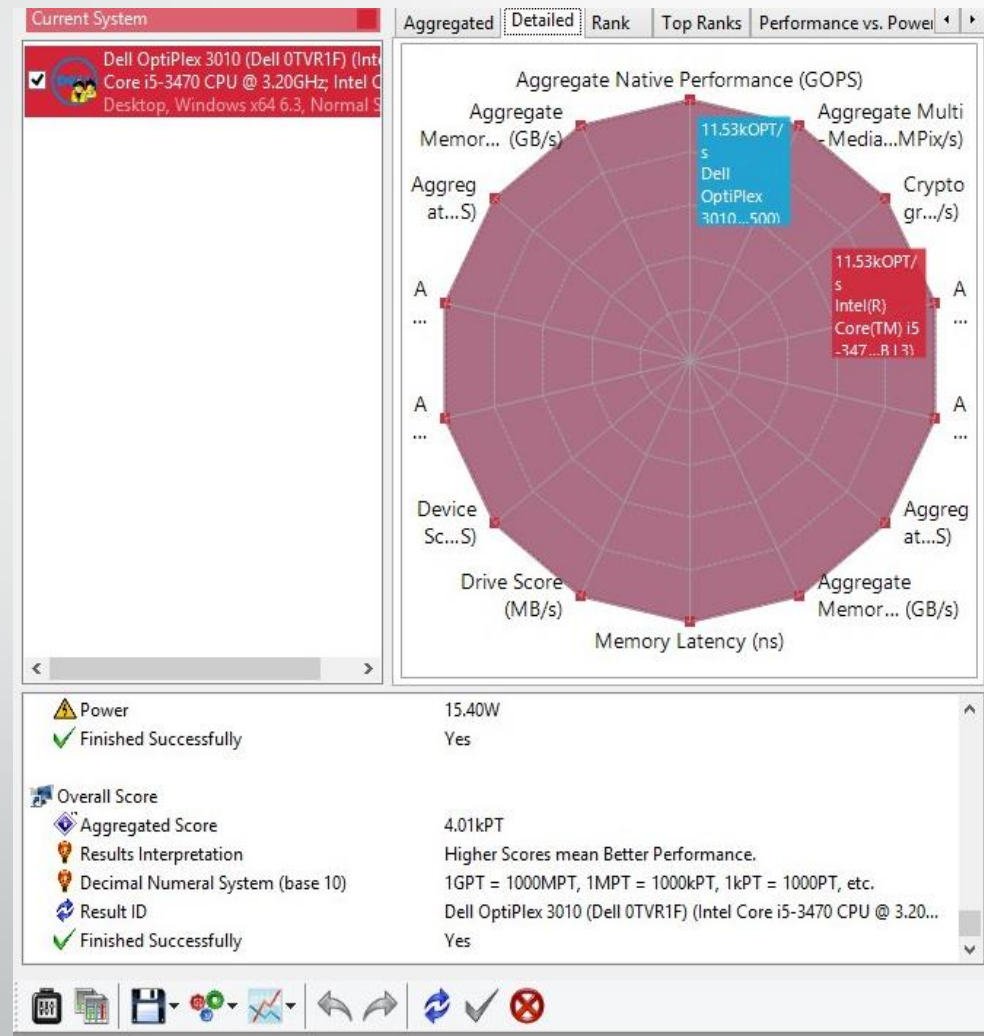 Current System
Dell OptiPlex 3010 (Dell 0TVR1F) (Int
Core i5-3470 CPU @ 3.20GHz; Intel C
Desktop, Windows x64 6.3, Normal S
Aggregated Detailed Rank Top Ranks Performance vs. Power
Aggregate Native Performance (GOPS)
Aggregate
Memor... (GB/s)
Aggregate Multi
-Media...MPix/s)
11.53kOPT/
s
Dell
OptiPlex
3010...500)
Aggreg
at...S)
Crypto
gr.../s)
11.53kOPT/
s
Intel(R)
Core(TM) i5
-347...B L3)
A
...
A
...
A
...
A
...
Device
Sc...S)
Aggreg
at...S)
Drive Score
(MB/s)
Aggregate
Memor... (GB/s)
Memory Latency (ns)
Power 15.40W
Finished Successfully Yes
Overall Score
Aggregated Score 4.01kPT
Results Interpretation Higher Scores mean Better Performance.
Decimal Numeral System (base 10) 1GPT = 1000MPT, 1MPT = 1000kPT, 1kPT = 1000PT, etc.
Result ID Dell OptiPlex 3010 (Dell 0TVR1F) (Intel Core i5-3470 CPU @ 3.20...
Finished Successfully Yes